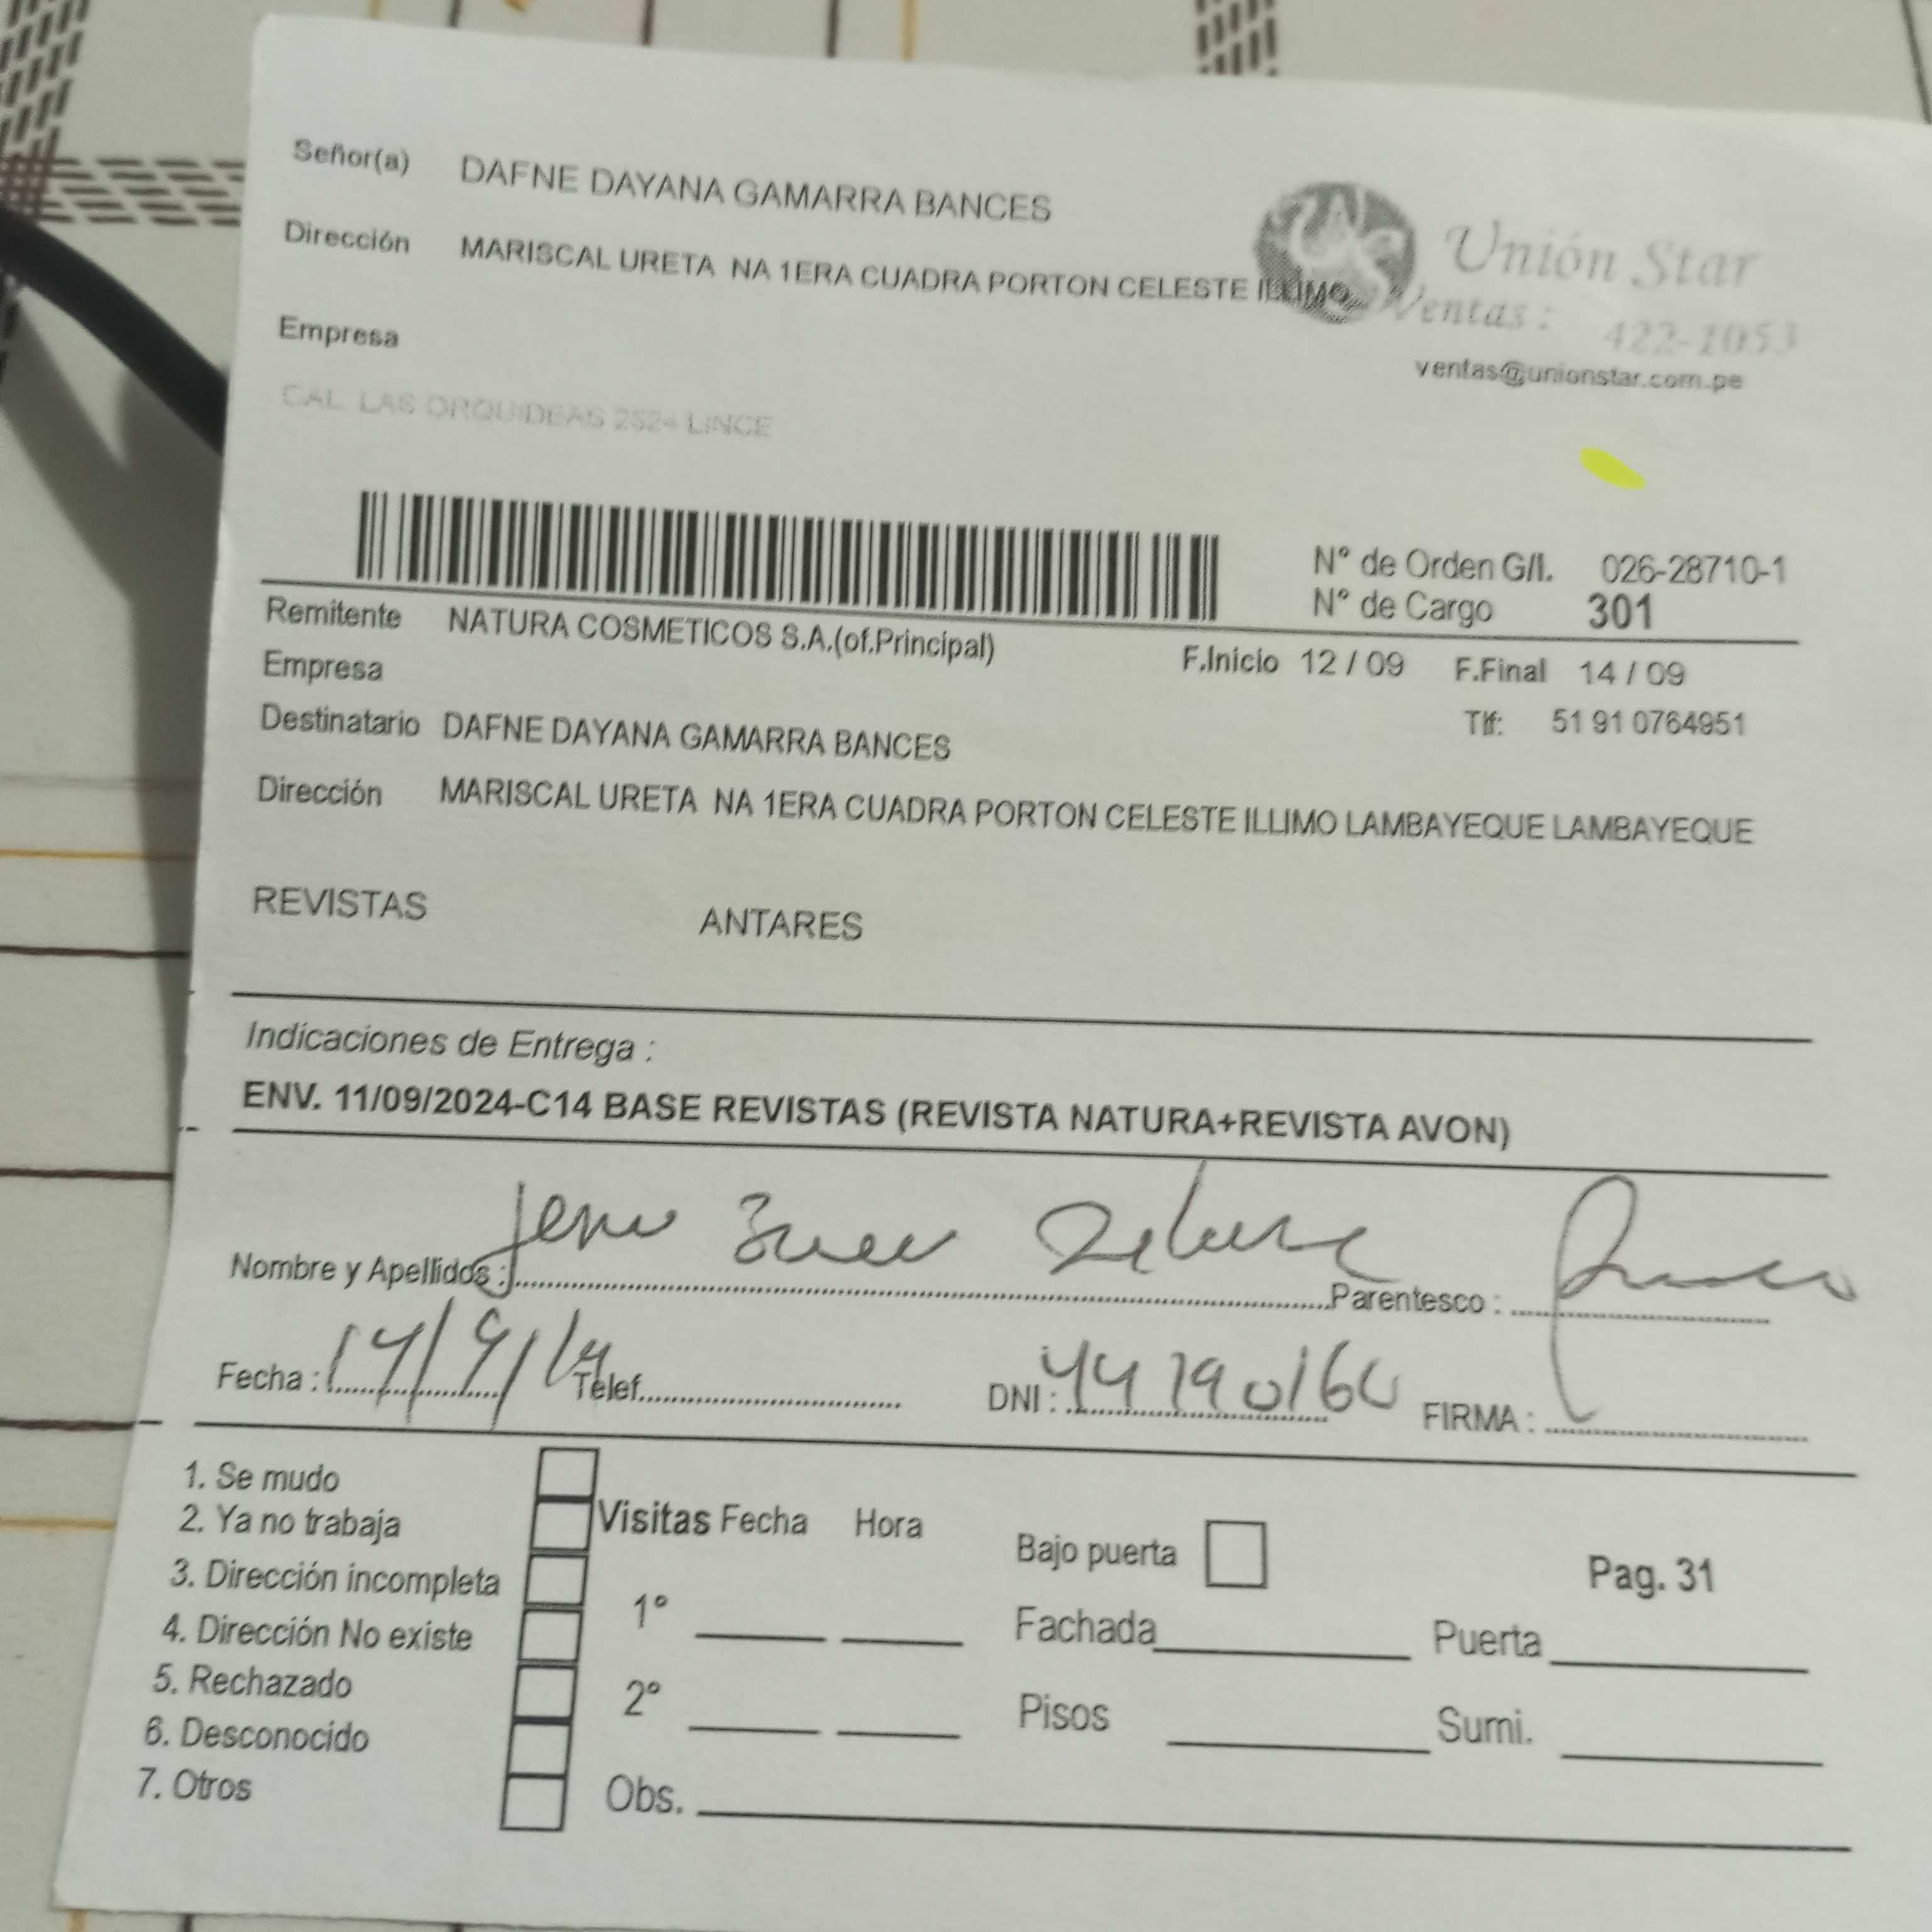 Señor(a) DAFNE DAYANA GAMARRA BANCES
Dirección MARISCAL URETA NA 1ERA CUADRA PORTON CELESTE ILLIMO
Unión Star
Ventas: 422-1053
ventas@unionstar.com.pe
Empresa
CAL. LAS ORQUIDEAS LINCE
N° de Orden G/I. 026-28710-1
N° de Cargo 301
Remitente NATURA COSMETICOS S.A.(of.Principal)
F.Inicio 12 / 09 F.Final 14 / 09
Empresa
Tlf: 51 91 0764951
Destinatario DAFNE DAYANA GAMARRA BANCES
Dirección MARISCAL URETA NA 1ERA CUADRA PORTON CELESTE ILLIMO LAMBAYEQUE LAMBAYEQUE
REVISTAS ANTARES
Indicaciones de Entrega :
ENV. 11/09/2024-C14 BASE REVISTAS (REVISTA NATURA+REVISTA AVON)
Nombre y Apellidos : Parentesco :
Fecha : Telef. DNI : FIRMA :
1. Se mudo
2. Ya no trabaja
3. Dirección incompleta
4. Dirección No existe
5. Rechazado
6. Desconocido
7. Otros
Visitas Fecha Hora
1°
2°
Obs.
Bajo puerta Pag. 31
Fachada Puerta
Pisos Sumi.